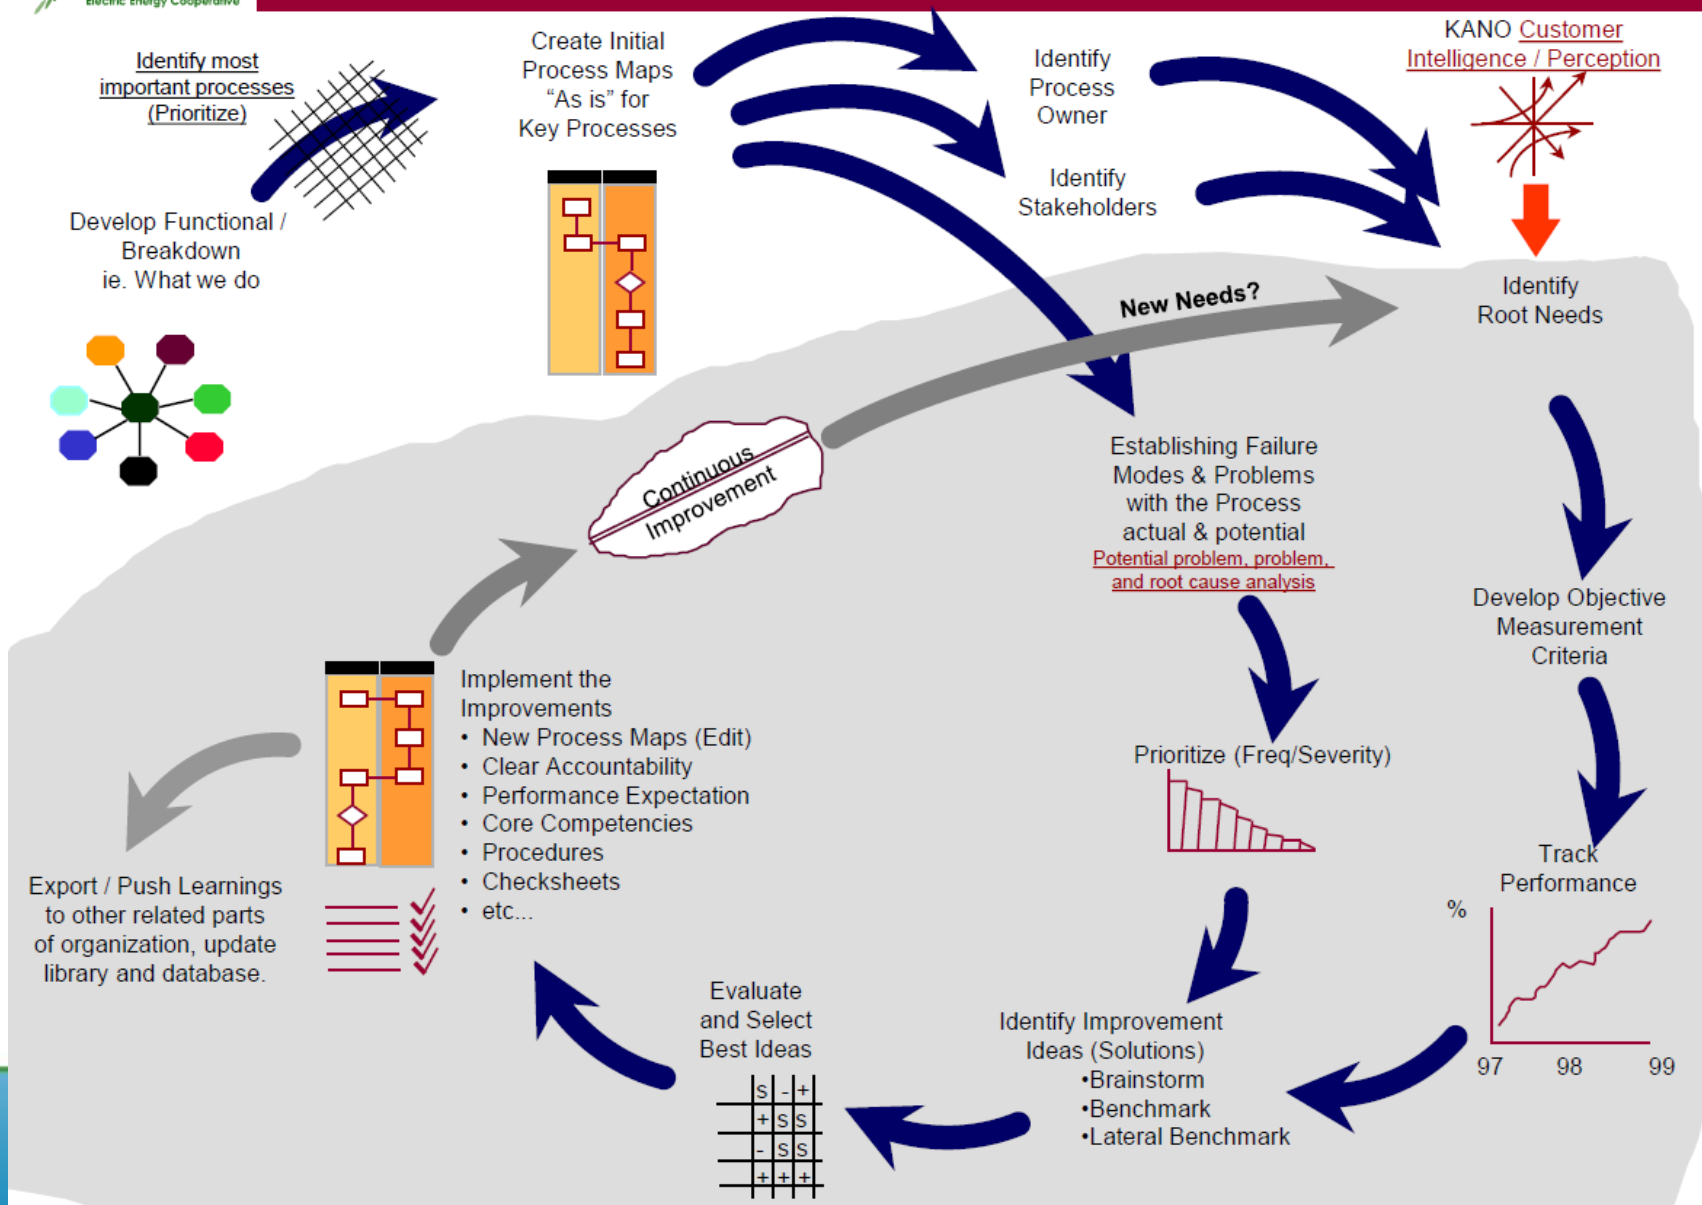 Electric Energy Cooperative
Identify most
important processes
(Prioritize)
Develop Functional /
Breakdown
ie. What we do
Create Initial
Process Maps
“As is” for
Key Processes
Identify
Process
Owner
Identify
Stakeholders
KANO Customer
Intelligence / Perception
New Needs?
Identify
Root Needs
Continuous
Improvement
Establishing Failure
Modes & Problems
with the Process
actual & potential
Potential problem, problem,
and root cause analysis
Develop Objective
Measurement
Criteria
Prioritize (Freq/Severity)
Track
Performance
%
97 98 99
Identify Improvement
Ideas (Solutions)
•Brainstorm
•Benchmark
•Lateral Benchmark
Evaluate
and Select
Best Ideas
S - +
+ S S
- S S
+ + +
Implement the
Improvements
• New Process Maps (Edit)
• Clear Accountability
• Performance Expectation
• Core Competencies
• Procedures
• Checksheets
• etc...
Export / Push Learnings
to other related parts
of organization, update
library and database.